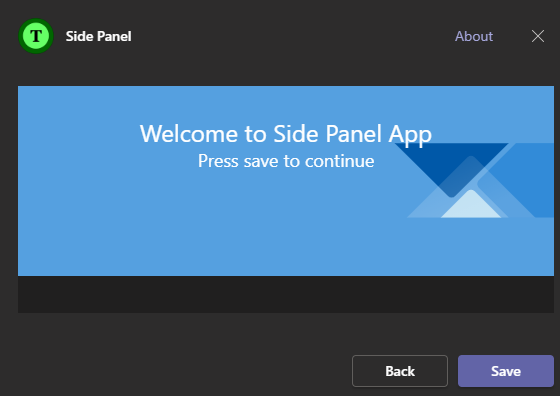 T
Side Panel
About
Welcome to Side Panel App
Press save to continue
Back
Save